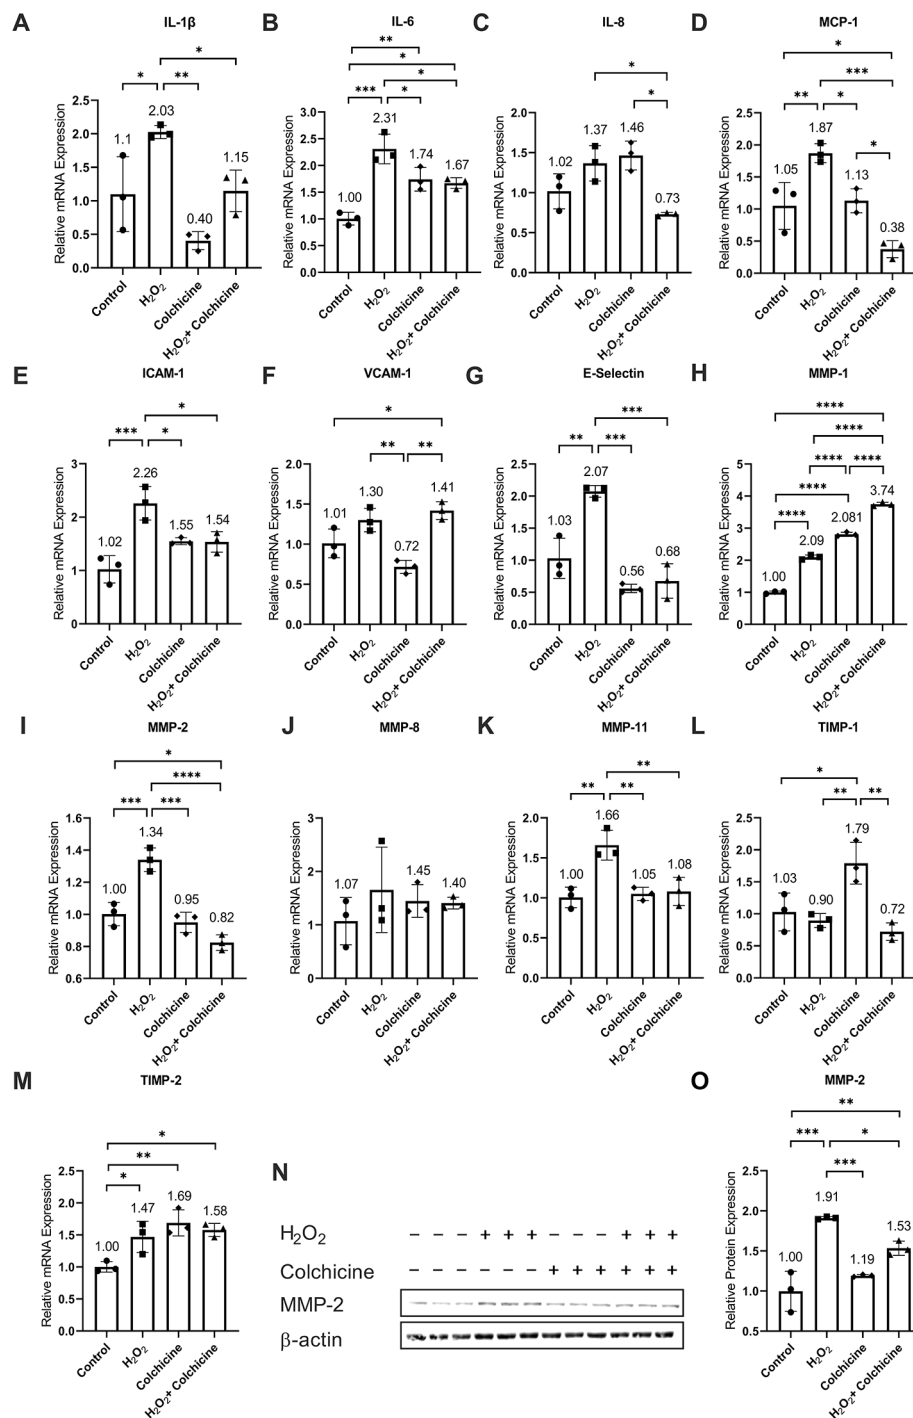 A IL-1β
Relative mRNA Expression
2.5
2.0
1.5
1.0
0.5
0.0
* ** *
1.1 2.03 0.40 1.15
Control H₂O₂ Colchicine H₂O₂+ Colchicine
B IL-6
Relative mRNA Expression
3.0
2.5
2.0
1.5
1.0
0.5
0.0
**
*
*
*** *
1.00 2.31 1.74 1.67
Control H₂O₂ Colchicine H₂O₂+ Colchicine
C IL-8
Relative mRNA Expression
2.0
1.5
1.0
0.5
0.0
*
*
1.02 1.37 1.46 0.73
Control H₂O₂ Colchicine H₂O₂+ Colchicine
D MCP-1
Relative mRNA Expression
2.5
2.0
1.5
1.0
0.5
0.0
*
***
** *
*
1.05 1.87 1.13 0.38
Control H₂O₂ Colchicine H₂O₂+ Colchicine
E ICAM-1
Relative mRNA Expression
3
2
1
0
*
*** *
1.02 2.26 1.55 1.54
Control H₂O₂ Colchicine H₂O₂+ Colchicine
F VCAM-1
Relative mRNA Expression
2.0
1.5
1.0
0.5
0.0
*
** **
1.01 1.30 0.72 1.41
Control H₂O₂ Colchicine H₂O₂+ Colchicine
G E-Selectin
Relative mRNA Expression
2.5
2.0
1.5
1.0
0.5
0.0
***
** ***
1.03 2.07 0.56 0.68
Control H₂O₂ Colchicine H₂O₂+ Colchicine
H MMP-1
Relative mRNA Expression
5
4
3
2
1
0
****
****
**** ****
****
****
1.00 2.09 2.081 3.74
Control H₂O₂ Colchicine H₂O₂+ Colchicine
I MMP-2
Relative mRNA Expression
1.6
1.4
1.2
1.0
0.8
0.6
*
****
*** ***
1.00 1.34 0.95 0.82
Control H₂O₂ Colchicine H₂O₂+ Colchicine
J MMP-8
Relative mRNA Expression
3
2
1
0
1.07 1.66 1.45 1.40
Control H₂O₂ Colchicine H₂O₂+ Colchicine
K MMP-11
Relative mRNA Expression
2.0
1.5
1.0
0.5
0.0
**
** **
1.00 1.66 1.05 1.08
Control H₂O₂ Colchicine H₂O₂+ Colchicine
L TIMP-1
Relative mRNA Expression
2.0
1.5
1.0
0.5
0.0
*
** **
1.03 0.90 1.79 0.72
Control H₂O₂ Colchicine H₂O₂+ Colchicine
M TIMP-2
Relative mRNA Expression
2.5
2.0
1.5
1.0
0.5
0.0
*
**
*
1.00 1.47 1.69 1.58
Control H₂O₂ Colchicine H₂O₂+ Colchicine
N
H₂O₂ − − − + + + − − − + + +
Colchicine − − − − − − + + + + + +
MMP-2
β-actin
O MMP-2
Relative Protein Expression
2.5
2.0
1.5
1.0
0.5
**
*** *
***
1.00 1.91 1.19 1.53
Control H₂O₂ Colchicine H₂O₂+ Colchicine